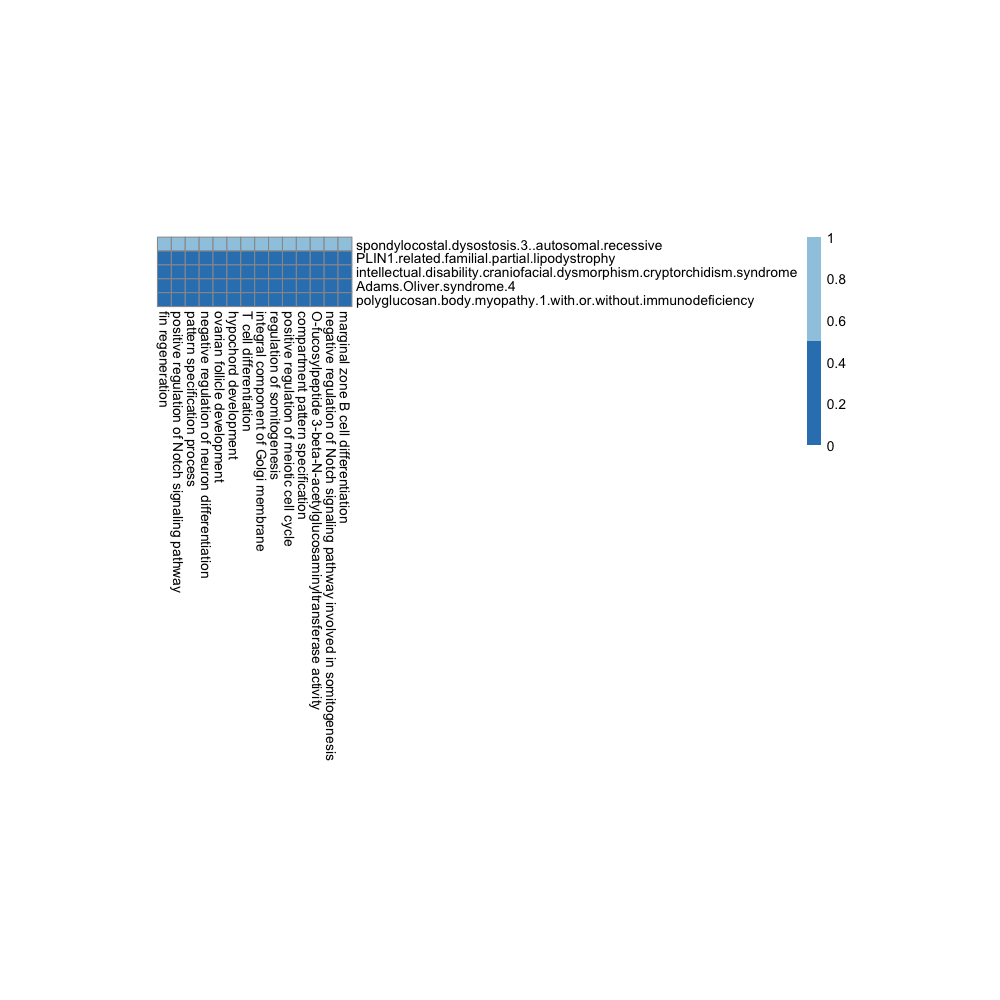 spondylocostal.dysostosis.3..autosomal.recessive
PLIN1.related.familial.partial.lipodystrophy
intellectual.disability.craniofacial.dysmorphism.cryptorchidism.syndrome
Adams.Oliver.syndrome.4
polyglucosan.body.myopathy.1.with.or.without.immunodeficiency
1
0.8
0.6
0.4
0.2
0
fin regeneration
positive regulation of Notch signaling pathway
pattern specification process
negative regulation of neuron differentiation
ovarian follicle development
hypochord development
T cell differentiation
integral component of Golgi membrane
regulation of somitogenesis
positive regulation of meiotic cell cycle
compartment pattern specification
O-fucosylpeptide 3-beta-N-acetylglucosaminyltransferase activity
negative regulation of Notch signaling pathway involved in somitogenesis
marginal zone B cell differentiation